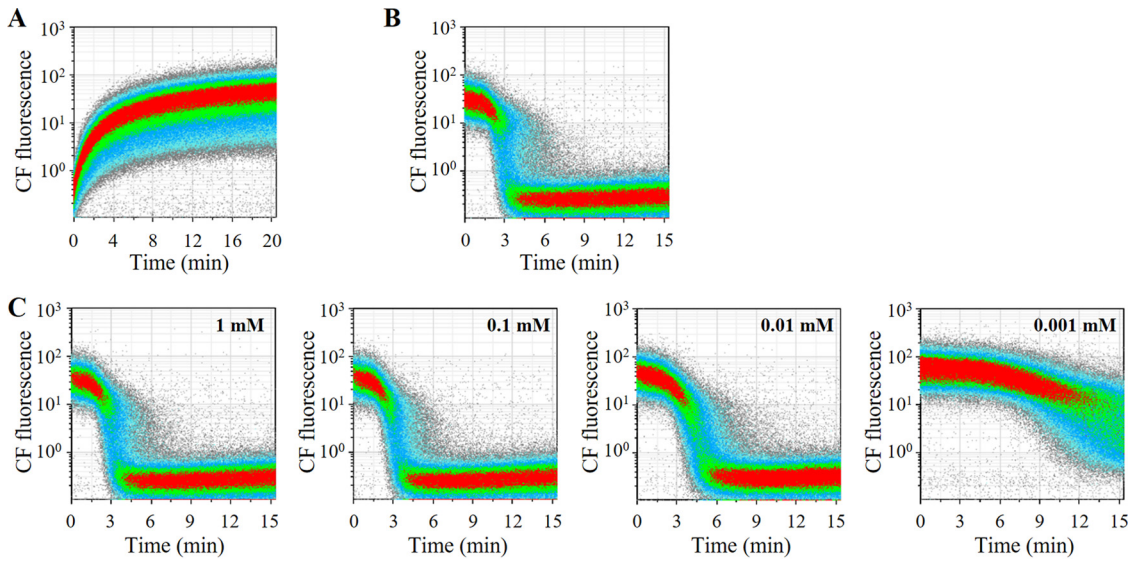 A
CF fluorescence
10³
10²
10¹
10⁰
0 4 8 12 16 20
Time (min)
B
CF fluorescence
10³
10²
10¹
10⁰
0 3 6 9 12 15
Time (min)
C
CF fluorescence
10³
10²
10¹
10⁰
1 mM
0 3 6 9 12 15
Time (min)
CF fluorescence
10³
10²
10¹
10⁰
0.1 mM
0 3 6 9 12 15
Time (min)
CF fluorescence
10³
10²
10¹
10⁰
0.01 mM
0 3 6 9 12 15
Time (min)
CF fluorescence
10³
10²
10¹
10⁰
0.001 mM
0 3 6 9 12 15
Time (min)